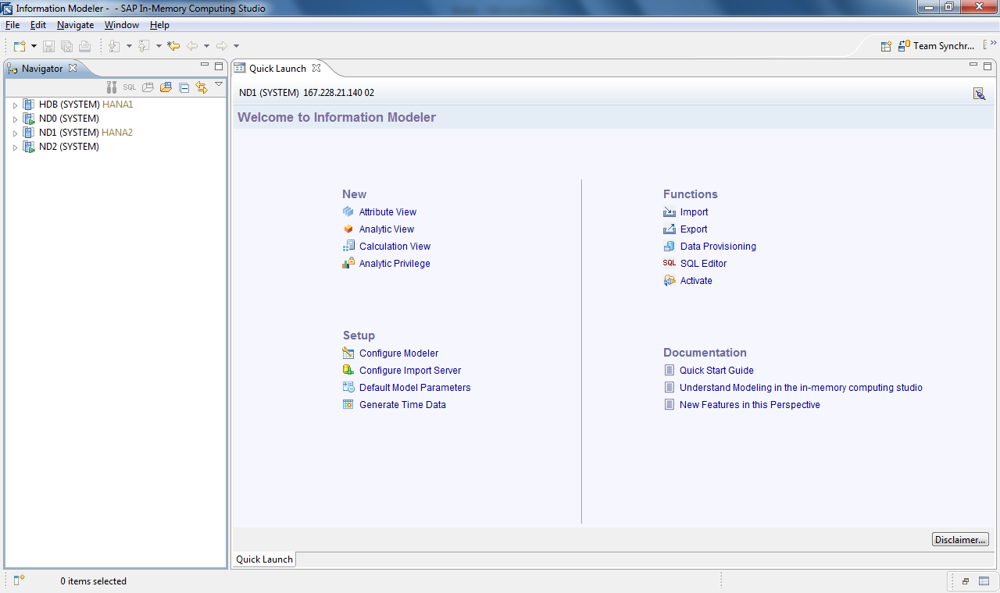 Information Modeler - - SAP In-Memory Computing Studio
File Edit Navigate Window Help
Team Synchr...
Navigator
SQL
HDB (SYSTEM) HANA1
ND0 (SYSTEM)
ND1 (SYSTEM) HANA2
ND2 (SYSTEM)
Quick Launch
ND1 (SYSTEM) 167.228.21.140 02
Welcome to Information Modeler
New
Attribute View
Analytic View
Calculation View
Analytic Privilege
Setup
Configure Modeler
Configure Import Server
Default Model Parameters
Generate Time Data
Functions
Import
Export
Data Provisioning
SQL SQL Editor
Activate
Documentation
Quick Start Guide
Understand Modeling in the in-memory computing studio
New Features in this Perspective
Disclaimer...
Quick Launch
0 items selected